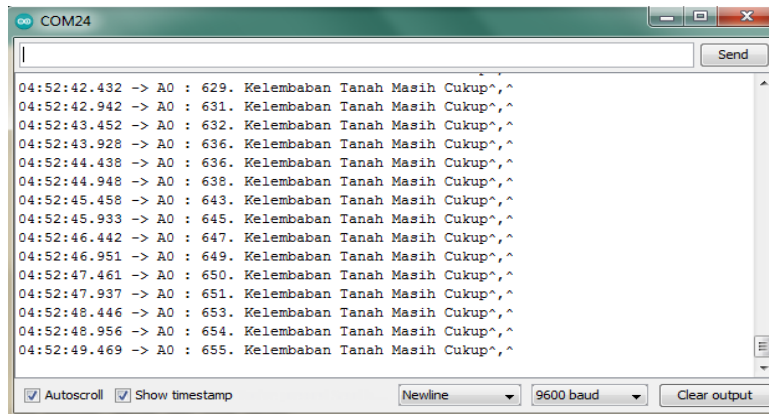 COM24
Send
04:52:42.432 -> A0 : 629. Kelembaban Tanah Masih Cukup^,^
04:52:42.942 -> A0 : 631. Kelembaban Tanah Masih Cukup^,^
04:52:43.452 -> A0 : 632. Kelembaban Tanah Masih Cukup^,^
04:52:43.928 -> A0 : 636. Kelembaban Tanah Masih Cukup^,^
04:52:44.438 -> A0 : 636. Kelembaban Tanah Masih Cukup^,^
04:52:44.948 -> A0 : 638. Kelembaban Tanah Masih Cukup^,^
04:52:45.458 -> A0 : 643. Kelembaban Tanah Masih Cukup^,^
04:52:45.933 -> A0 : 645. Kelembaban Tanah Masih Cukup^,^
04:52:46.442 -> A0 : 647. Kelembaban Tanah Masih Cukup^,^
04:52:46.951 -> A0 : 649. Kelembaban Tanah Masih Cukup^,^
04:52:47.461 -> A0 : 650. Kelembaban Tanah Masih Cukup^,^
04:52:47.937 -> A0 : 651. Kelembaban Tanah Masih Cukup^,^
04:52:48.446 -> A0 : 653. Kelembaban Tanah Masih Cukup^,^
04:52:48.956 -> A0 : 654. Kelembaban Tanah Masih Cukup^,^
04:52:49.469 -> A0 : 655. Kelembaban Tanah Masih Cukup^,^
Autoscroll Show timestamp Newline 9600 baud Clear output